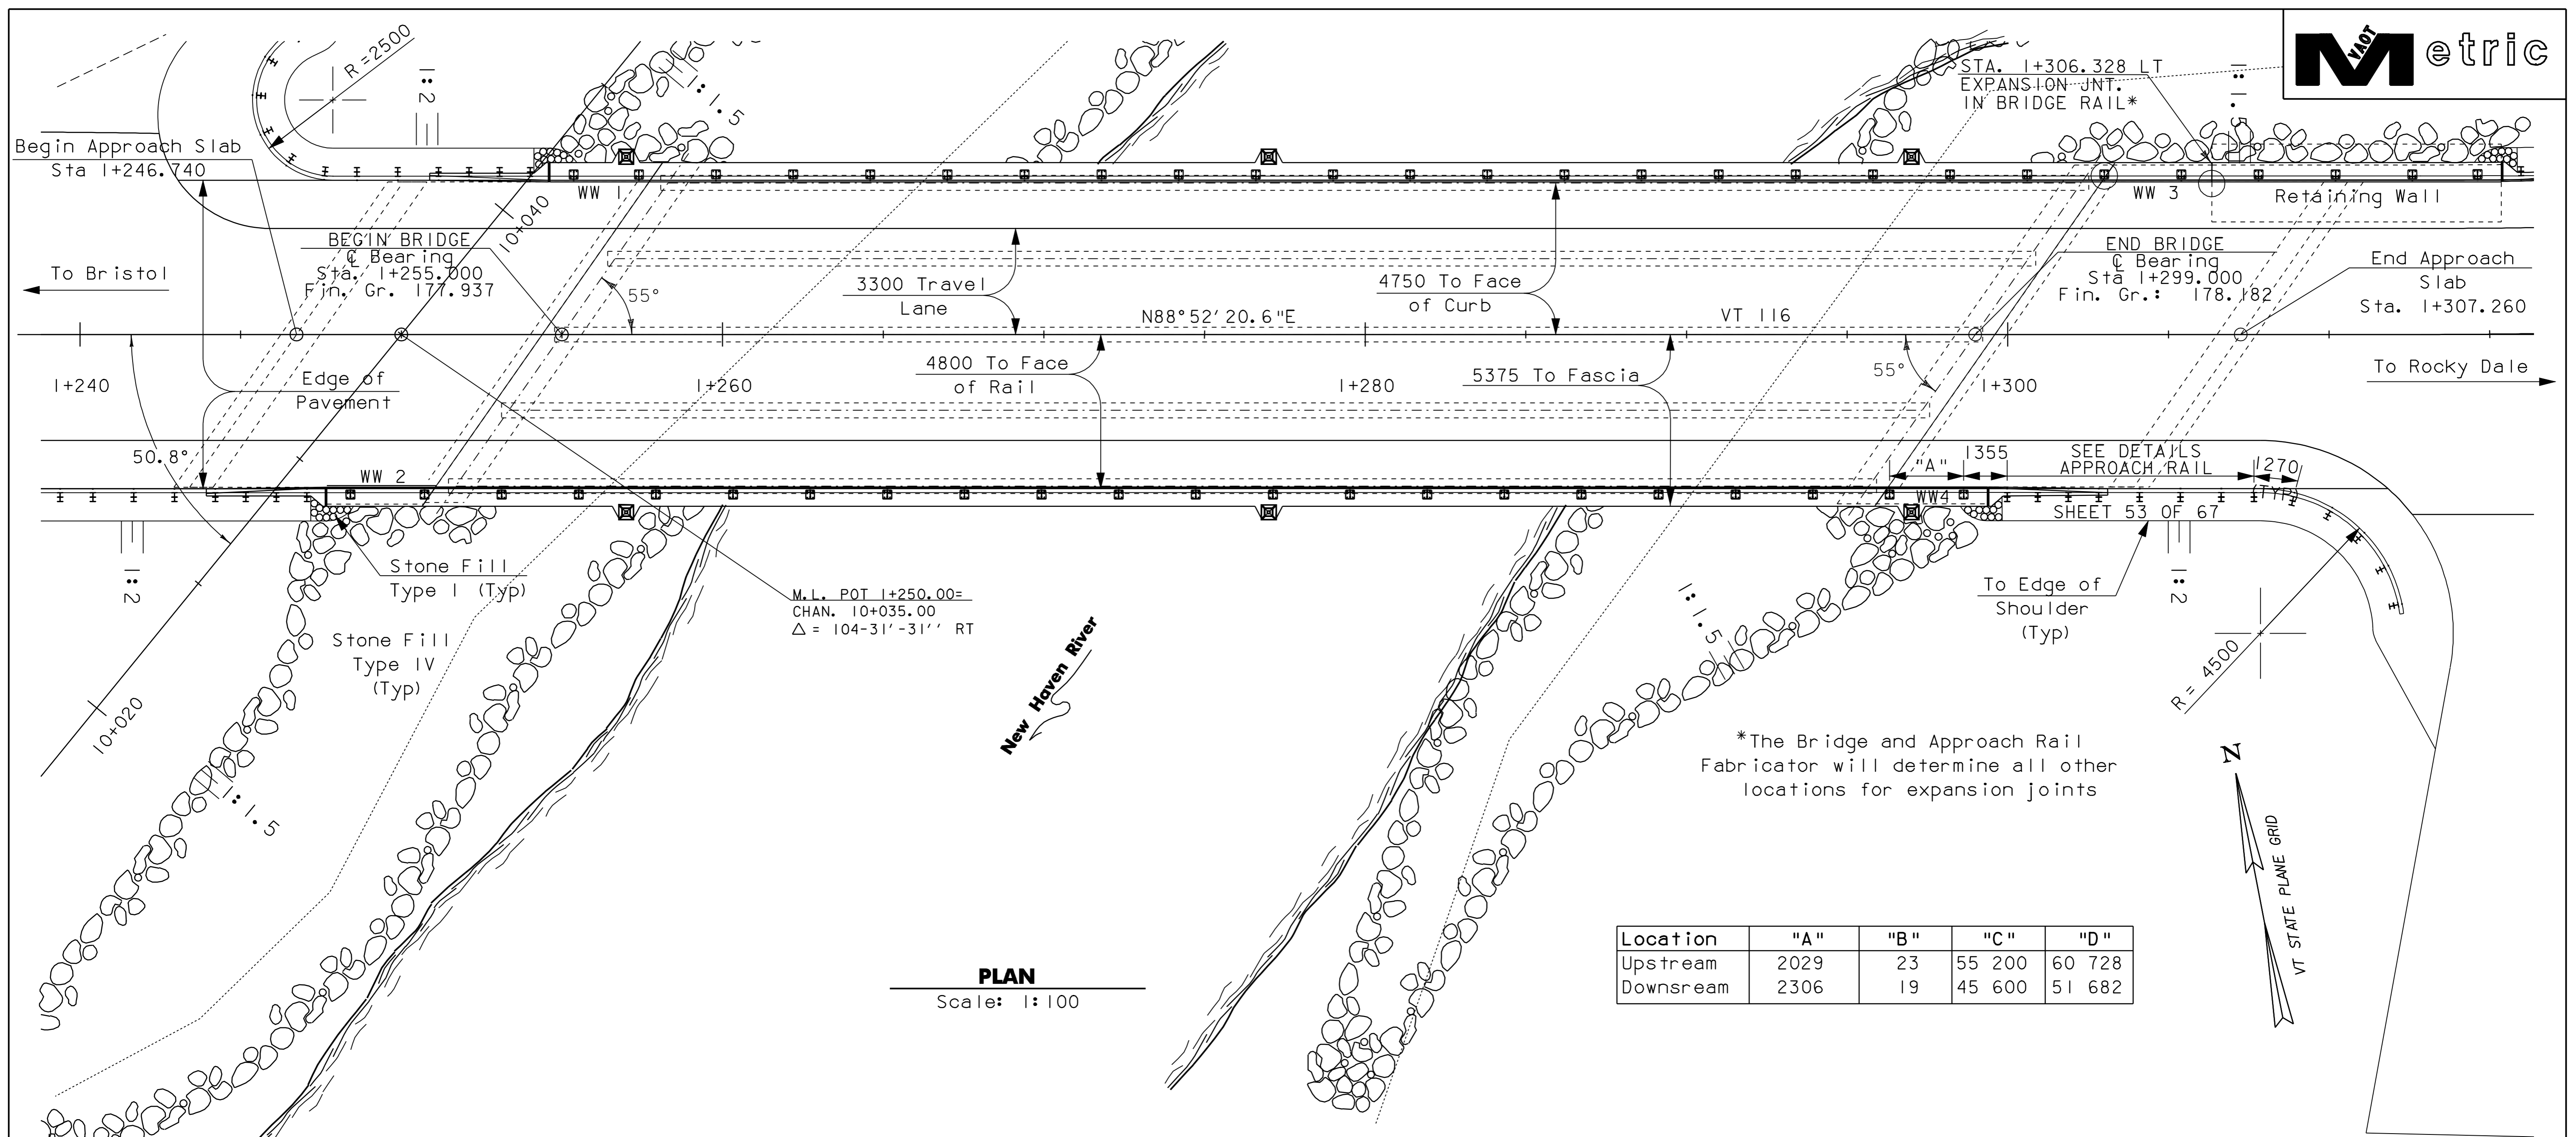 VAOT
Metric
R =2500
1:2
1:1.5
STA. 1+306.328 LT
EXPANSION JNT.
IN BRIDGE RAIL*
1:1.5
Begin Approach Slab
Sta 1+246.740
WW 1
WW 3
Retaining Wall
10+040
BEGIN BRIDGE
℄ Bearing
Sta. 1+255.000
Fin. Gr. 177.937
To Bristol
55°
3300 Travel
Lane
4750 To Face
of Curb
N88°52'20.6"E
VT 116
END BRIDGE
℄ Bearing
Sta 1+299.000
Fin. Gr.: 178.182
End Approach
Slab
Sta. 1+307.260
1+240
Edge of
Pavement
1+260
4800 To Face
of Rail
1+280
5375 To Fascia
55°
1+300
To Rocky Dale
50.8°
WW 2
"A"
1355
SEE DETAILS
APPROACH RAIL
1270
(TYP)
WW4
SHEET 53 OF 67
1:2
Stone Fill
Type I (Typ)
M.L. POT 1+250.00=
CHAN. 10+035.00
△ = 104-31'-31'' RT
Stone Fill
Type IV
(Typ)
10+020
1:1.5
New Haven River
1:1.5
To Edge of
Shoulder
(Typ)
1:2
R = 4500
*The Bridge and Approach Rail
Fabricator will determine all other
locations for expansion joints
N
VT STATE PLANE GRID
PLAN
Scale: 1:100
Location "A" "B" "C" "D"
Upstream 2029 23 55 200 60 728
Downsream 2306 19 45 600 51 682